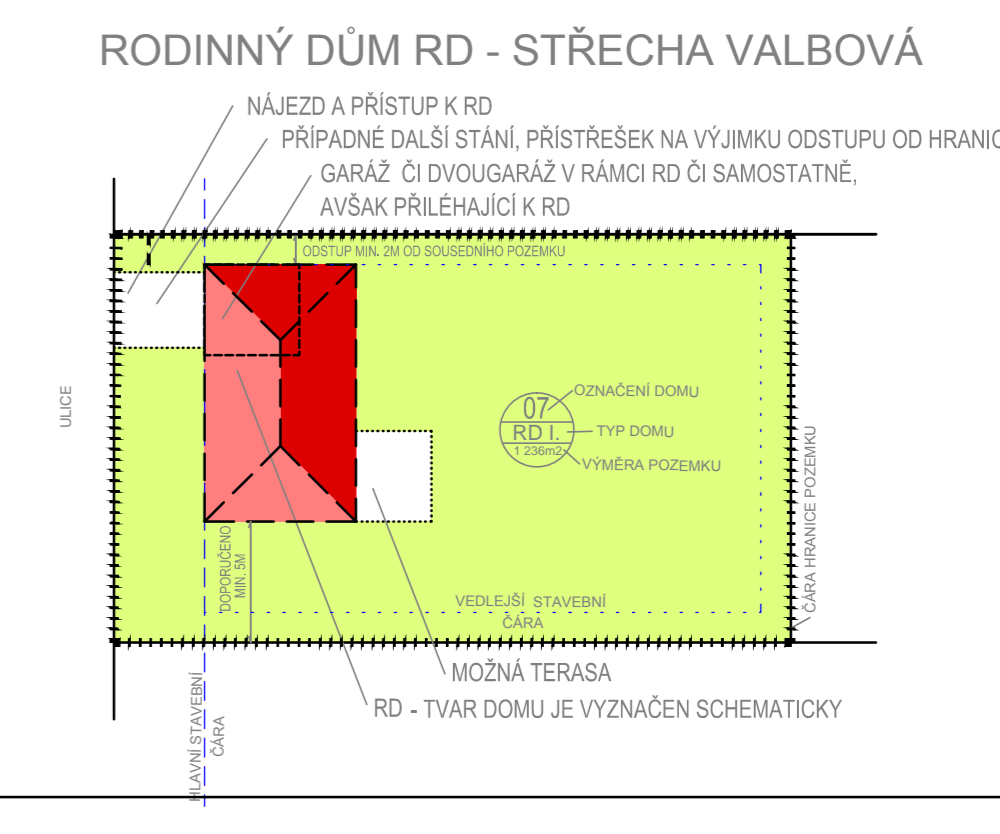 RODINNÝ DŮM RD - STŘECHA VALBOVÁ
NÁJEZD A PŘÍSTUP K RD
PŘÍPADNÉ DALŠÍ STÁNÍ, PŘÍSTŘEŠEK NA VÝJIMKU ODSTUPU OD HRANIC
GARÁŽ ČI DVOUGARÁŽ V RÁMCI RD ČI SAMOSTATNĚ,
AVŠAK PŘILÉHAJÍCÍ K RD
ODSTUP MIN. 2M OD SOUSEDNÍHO POZEMKU
ULICE
07
RD I.
1 236m2
OZNAČENÍ DOMU
TYP DOMU
VÝMĚRA POZEMKU
ČÁRA HRANICE POZEMKU
DOPORUČENO
MIN. 5M
VEDLEJŠÍ STAVEBNÍ
ČÁRA
MOŽNÁ TERASA
RD - TVAR DOMU JE VYZNAČEN SCHEMATICKY
HLAVNÍ STAVEBNÍ
ČÁRA